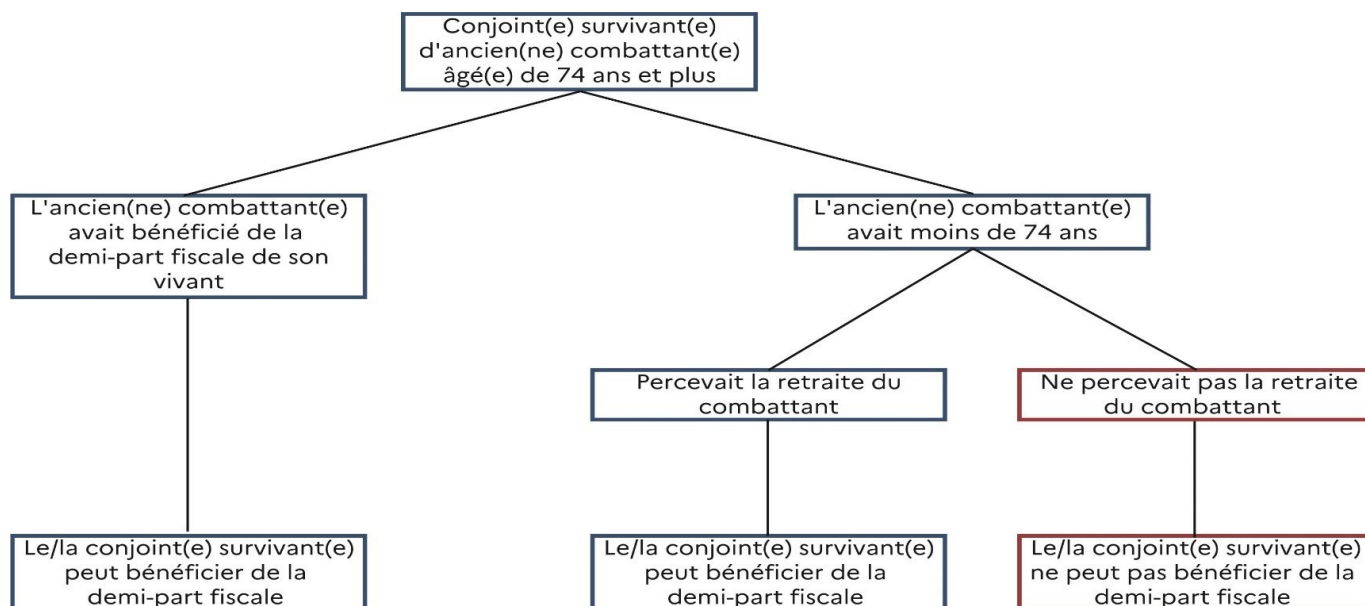 Conjoint(e) survivant(e)
d'ancien(ne) combattant(e)
âgé(e) de 74 ans et plus
L'ancien(ne) combattant(e)
avait bénéficié de la
demi-part fiscale de son
vivant
L'ancien(ne) combattant(e)
avait moins de 74 ans
Percevait la retraite du
combattant
Ne percevait pas la retraite
du combattant
Le/la conjoint(e) survivant(e)
peut bénéficier de la
demi-part fiscale
Le/la conjoint(e) survivant(e)
peut bénéficier de la
demi-part fiscale
Le/la conjoint(e) survivant(e)
ne peut pas bénéficier de la
demi-part fiscale